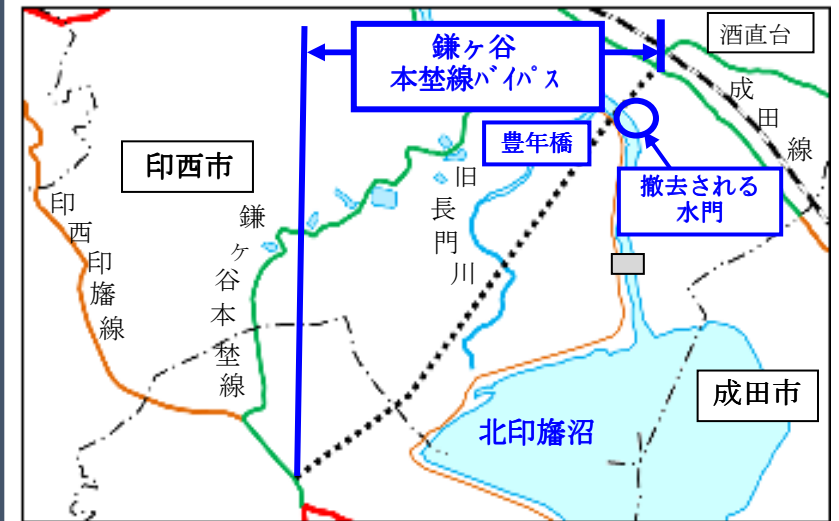 鎌ヶ谷
本埜線ﾊﾞｲﾊﾟｽ
酒直台
成田線
豊年橋
印西市
撤去される
水門
旧長門川
鎌ヶ谷本埜線
印西印旛線
成田市
北印旛沼